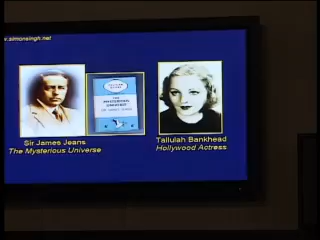 www.simonsingh.net
THE
MYSTERIOUS
UNIVERSE
Sir James Jeans
The Mysterious Universe
Tallulah Bankhead
Hollywood Actress